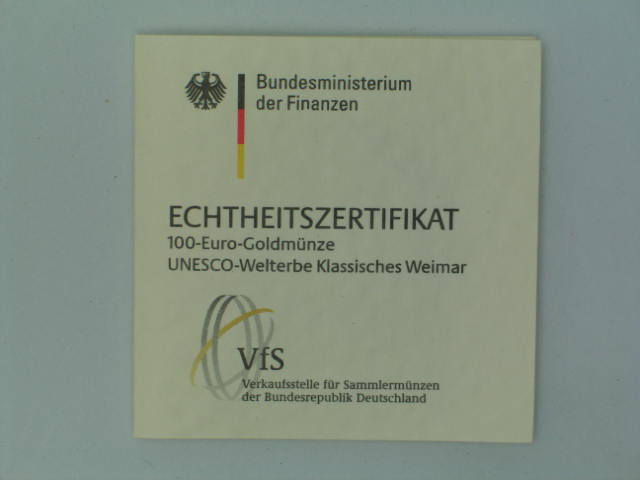 Bundesministerium
der Finanzen
ECHTHEITSZERTIFIKAT
100-Euro-Goldmünze
UNESCO-Welterbe Klassisches Weimar
VfS
Verkaufsstelle für Sammlermünzen
der Bundesrepublik Deutschland